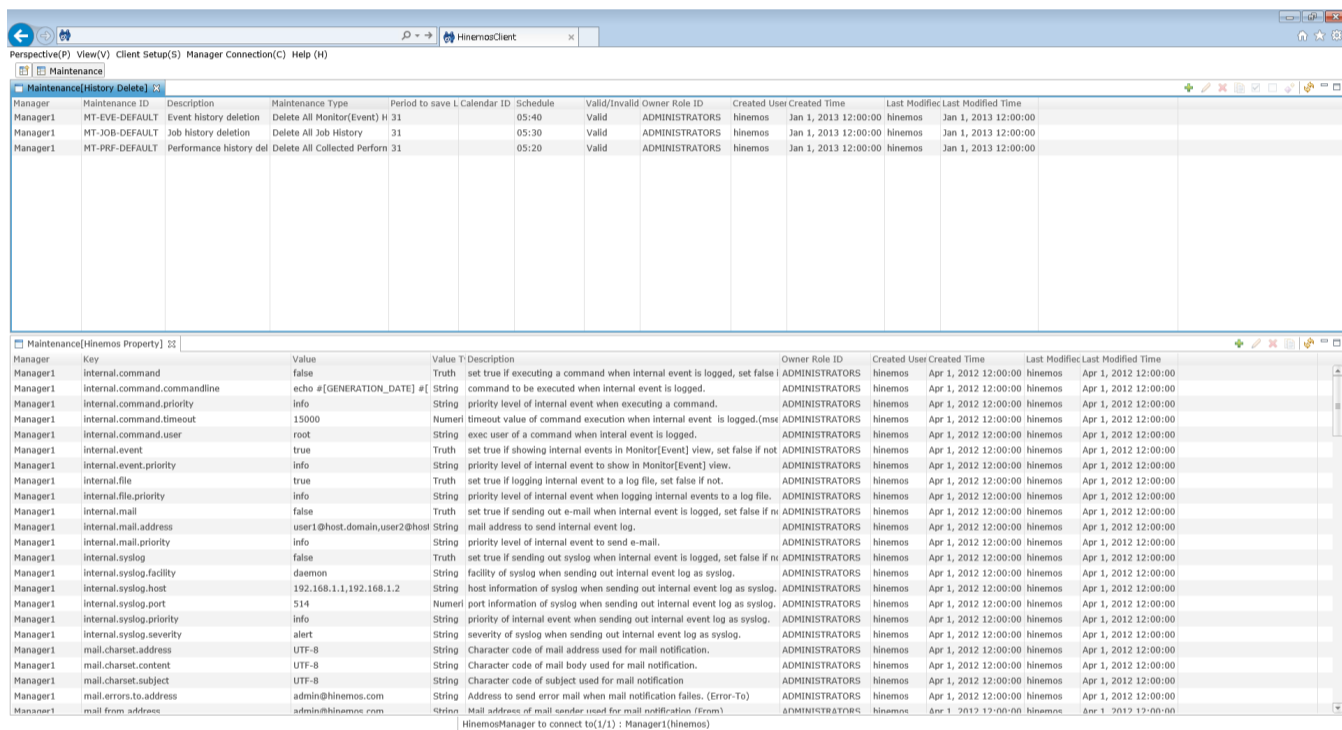 HinemosClient
Perspective(P) View(V) Client Setup(S) Manager Connection(C) Help (H)
Maintenance
Maintenance[History Delete]
Manager Maintenance ID Description Maintenance Type Period to save L Calendar ID Schedule Valid/Invalid Owner Role ID Created User Created Time Last Modified Last Modified Time
Manager1 MT-EVE-DEFAULT Event history deletion Delete All Monitor(Event) H 31 05:40 Valid ADMINISTRATORS hinemos Jan 1, 2013 12:00:00 hinemos Jan 1, 2013 12:00:00
Manager1 MT-JOB-DEFAULT Job history deletion Delete All Job History 31 05:30 Valid ADMINISTRATORS hinemos Jan 1, 2013 12:00:00 hinemos Jan 1, 2013 12:00:00
Manager1 MT-PRF-DEFAULT Performance history del Delete All Collected Perforn 31 05:20 Valid ADMINISTRATORS hinemos Jan 1, 2013 12:00:00 hinemos Jan 1, 2013 12:00:00
Maintenance[Hinemos Property]
Manager Key Value Value T Description Owner Role ID Created User Created Time Last Modified Last Modified Time
Manager1 internal.command false Truth set true if executing a command when internal event is logged, set false i ADMINISTRATORS hinemos Apr 1, 2012 12:00:00 hinemos Apr 1, 2012 12:00:00
Manager1 internal.command.commandline echo #[GENERATION_DATE] #[ String command to be executed when internal event is logged. ADMINISTRATORS hinemos Apr 1, 2012 12:00:00 hinemos Apr 1, 2012 12:00:00
Manager1 internal.command.priority info String priority level of internal event when executing a command. ADMINISTRATORS hinemos Apr 1, 2012 12:00:00 hinemos Apr 1, 2012 12:00:00
Manager1 internal.command.timeout 15000 Numeri timeout value of command execution when internal event is logged.(mse ADMINISTRATORS hinemos Apr 1, 2012 12:00:00 hinemos Apr 1, 2012 12:00:00
Manager1 internal.command.user root String exec user of a command when interal event is logged. ADMINISTRATORS hinemos Apr 1, 2012 12:00:00 hinemos Apr 1, 2012 12:00:00
Manager1 internal.event true Truth set true if showing internal events in Monitor[Event] view, set false if not ADMINISTRATORS hinemos Apr 1, 2012 12:00:00 hinemos Apr 1, 2012 12:00:00
Manager1 internal.event.priority info String priority level of internal event to show in Monitor[Event] view. ADMINISTRATORS hinemos Apr 1, 2012 12:00:00 hinemos Apr 1, 2012 12:00:00
Manager1 internal.file true Truth set true if logging internal event to a log file, set false if not. ADMINISTRATORS hinemos Apr 1, 2012 12:00:00 hinemos Apr 1, 2012 12:00:00
Manager1 internal.file.priority info String priority level of internal event when logging internal events to a log file. ADMINISTRATORS hinemos Apr 1, 2012 12:00:00 hinemos Apr 1, 2012 12:00:00
Manager1 internal.mail false Truth set true if sending out e-mail when internal event is logged, set false if n ADMINISTRATORS hinemos Apr 1, 2012 12:00:00 hinemos Apr 1, 2012 12:00:00
Manager1 internal.mail.address user1@host.domain,user2@host String mail address to send internal event log. ADMINISTRATORS hinemos Apr 1, 2012 12:00:00 hinemos Apr 1, 2012 12:00:00
Manager1 internal.mail.priority info String priority level of internal event to send e-mail. ADMINISTRATORS hinemos Apr 1, 2012 12:00:00 hinemos Apr 1, 2012 12:00:00
Manager1 internal.syslog false Truth set true if sending out syslog when internal event is logged, set false if n ADMINISTRATORS hinemos Apr 1, 2012 12:00:00 hinemos Apr 1, 2012 12:00:00
Manager1 internal.syslog.facility daemon String facility of syslog when sending out internal event log as syslog. ADMINISTRATORS hinemos Apr 1, 2012 12:00:00 hinemos Apr 1, 2012 12:00:00
Manager1 internal.syslog.host 192.168.1.1,192.168.1.2 String host information of syslog when sending out internal event log as syslog. ADMINISTRATORS hinemos Apr 1, 2012 12:00:00 hinemos Apr 1, 2012 12:00:00
Manager1 internal.syslog.port 514 Numeri port information of syslog when sending out internal event log as syslog. ADMINISTRATORS hinemos Apr 1, 2012 12:00:00 hinemos Apr 1, 2012 12:00:00
Manager1 internal.syslog.priority info String priority of internal event when sending out internal event log as syslog. ADMINISTRATORS hinemos Apr 1, 2012 12:00:00 hinemos Apr 1, 2012 12:00:00
Manager1 internal.syslog.severity alert String severity of syslog when sending out internal event log as syslog. ADMINISTRATORS hinemos Apr 1, 2012 12:00:00 hinemos Apr 1, 2012 12:00:00
Manager1 mail.charset.address UTF-8 String Character code of mail address used for mail notification. ADMINISTRATORS hinemos Apr 1, 2012 12:00:00 hinemos Apr 1, 2012 12:00:00
Manager1 mail.charset.content UTF-8 String Character code of mail body used for mail notification. ADMINISTRATORS hinemos Apr 1, 2012 12:00:00 hinemos Apr 1, 2012 12:00:00
Manager1 mail.charset.subject UTF-8 String Character code of subject used for mail notification ADMINISTRATORS hinemos Apr 1, 2012 12:00:00 hinemos Apr 1, 2012 12:00:00
Manager1 mail.errors.to.address admin@hinemos.com String Address to send error mail when mail notification failes. (Error-To) ADMINISTRATORS hinemos Apr 1, 2012 12:00:00 hinemos Apr 1, 2012 12:00:00
Manager1 mail.from.address admin@hinemos.com String Mail address of mail sender used for mail notification (From) ADMINISTRATORS hinemos Apr 1, 2012 12:00:00 hinemos Apr 1, 2012 12:00:00
HinemosManager to connect to(1/1) : Manager1(hinemos)